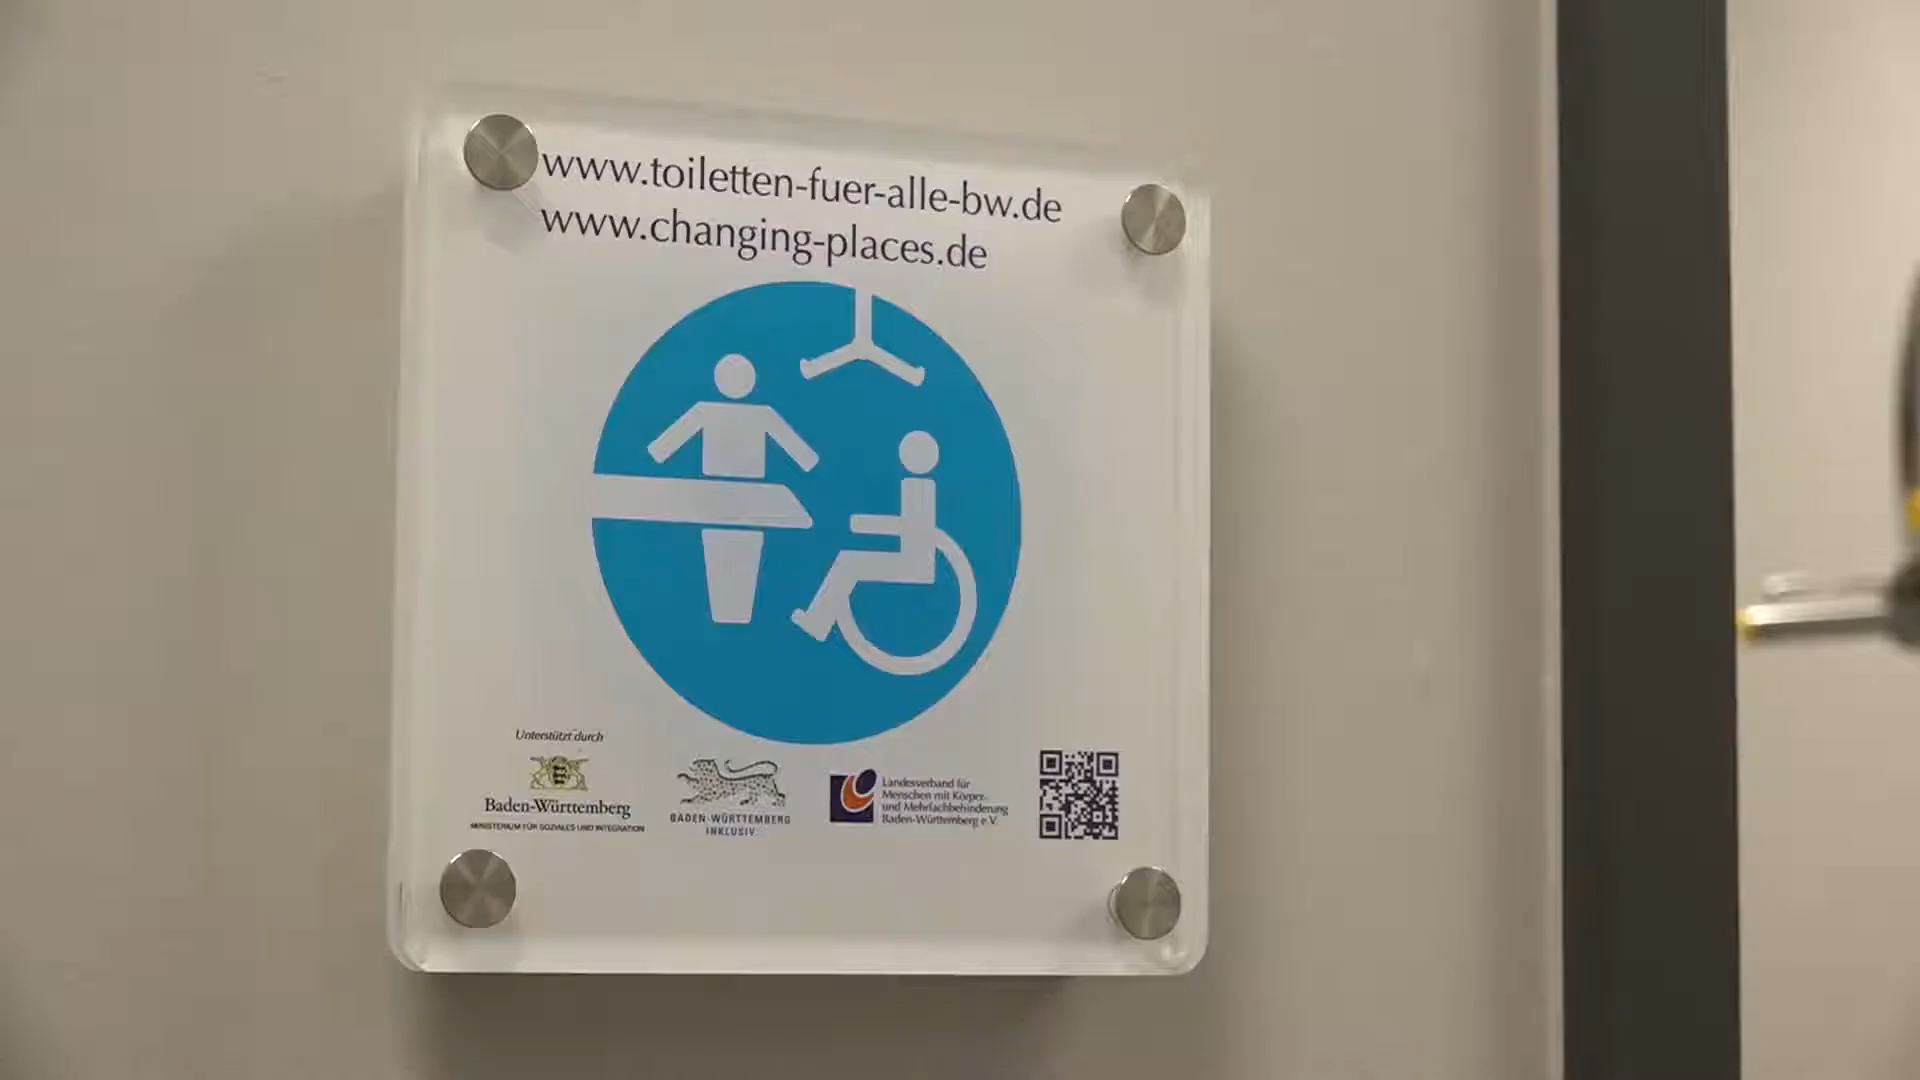 www.toiletten-fuer-alle-bw.de
www.changing-places.de
Unterstützt durch
Baden-Württemberg
MINISTERIUM FÜR SOZIALES UND INTEGRATION
BADEN-WÜRTTEMBERG
INKLUSIV
Landesverband für
Menschen mit Körper-
und Mehrfachbehinderung
Baden-Württemberg e.V.